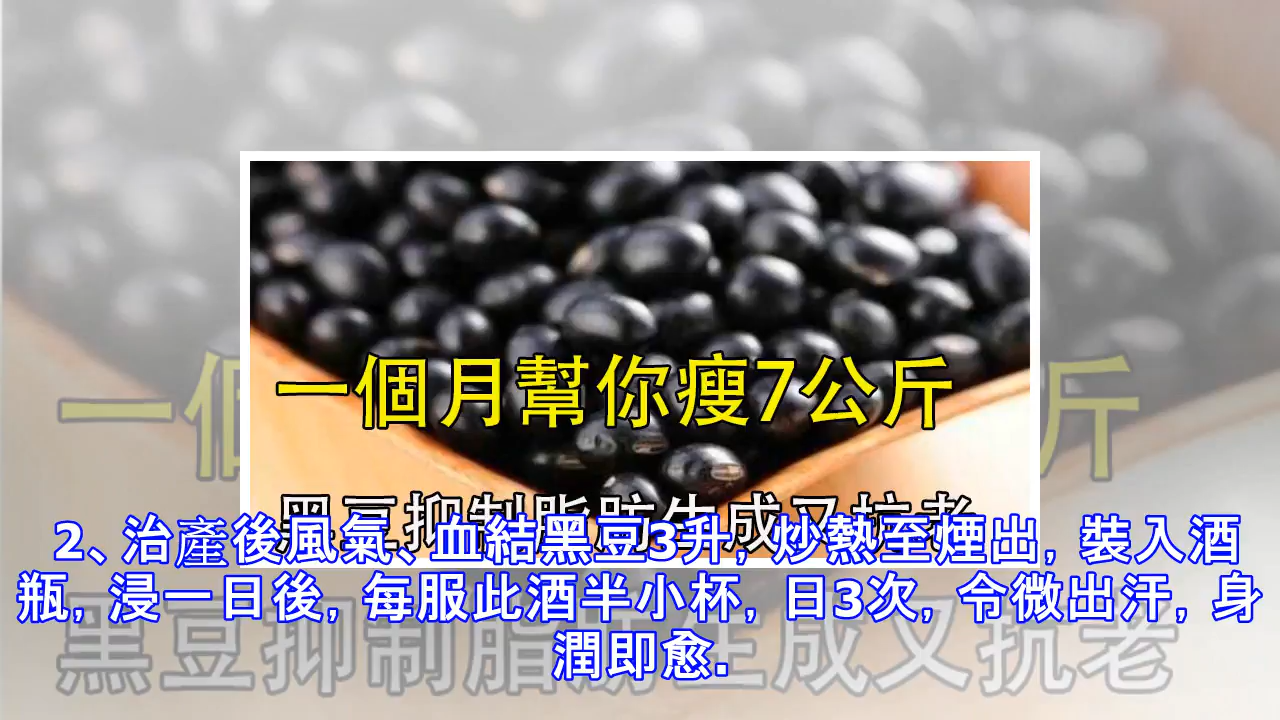 一個月幫你瘦7公斤
黑豆抑制脂肪生成又抗老
2、治產後風氣、血結黑豆3升, 炒熱至煙出, 裝入酒
瓶, 浸一日後, 每服此酒半小杯, 日3次, 令微出汗, 身
潤即愈.